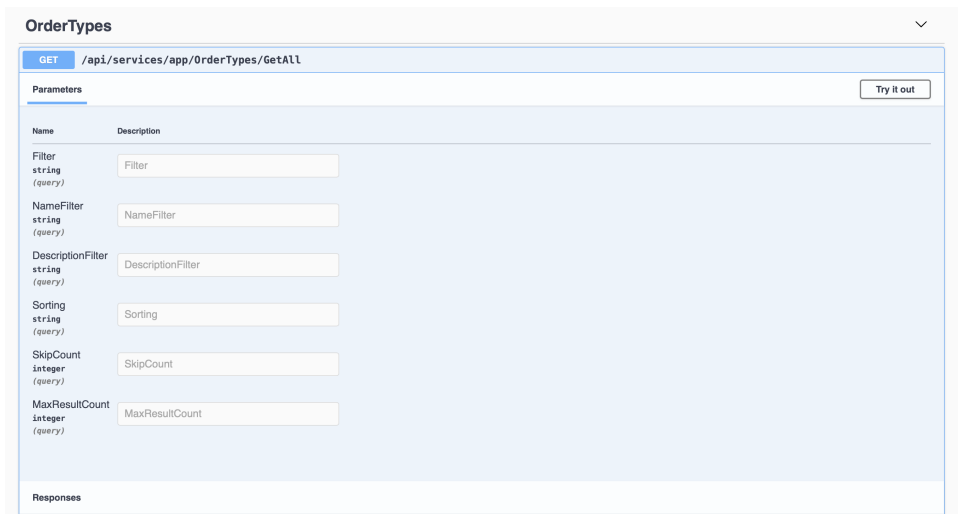 OrderTypes
GET /api/services/app/OrderTypes/GetAll
Parameters
Try it out
Name Description
Filter
string
(query)
Filter
NameFilter
string
(query)
NameFilter
DescriptionFilter
string
(query)
DescriptionFilter
Sorting
string
(query)
Sorting
SkipCount
integer
(query)
SkipCount
MaxResultCount
integer
(query)
MaxResultCount
Responses